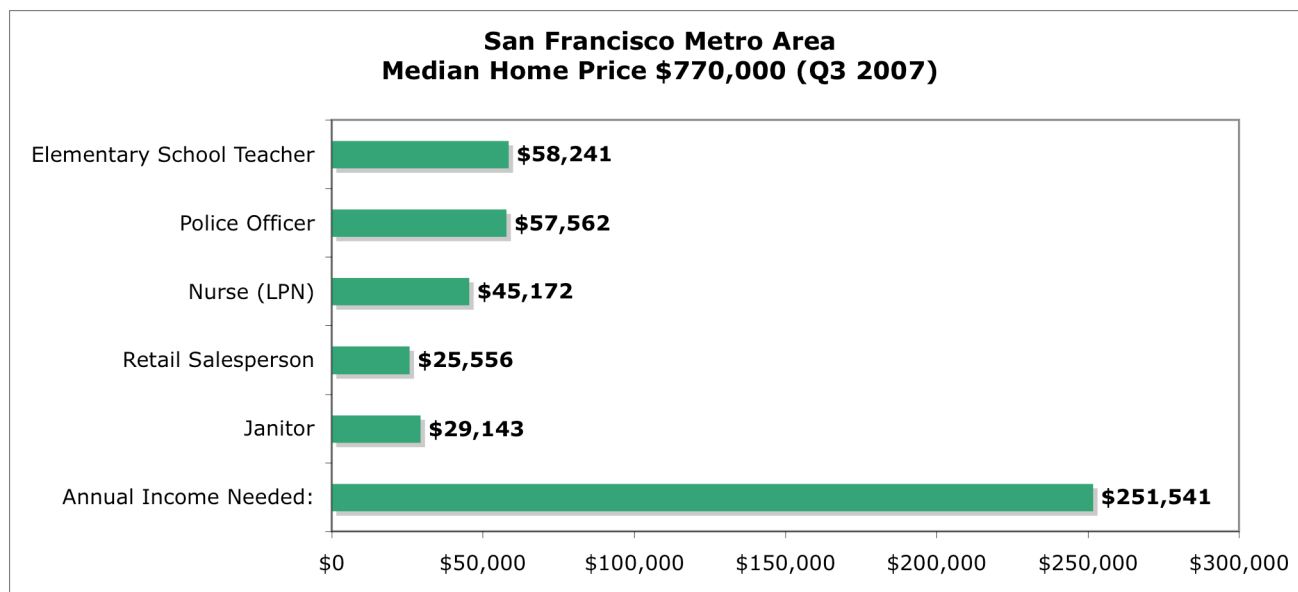 San Francisco Metro Area
Median Home Price $770,000 (Q3 2007)
Elementary School Teacher $58,241
Police Officer $57,562
Nurse (LPN) $45,172
Retail Salesperson $25,556
Janitor $29,143
Annual Income Needed: $251,541
$0 $50,000 $100,000 $150,000 $200,000 $250,000 $300,000